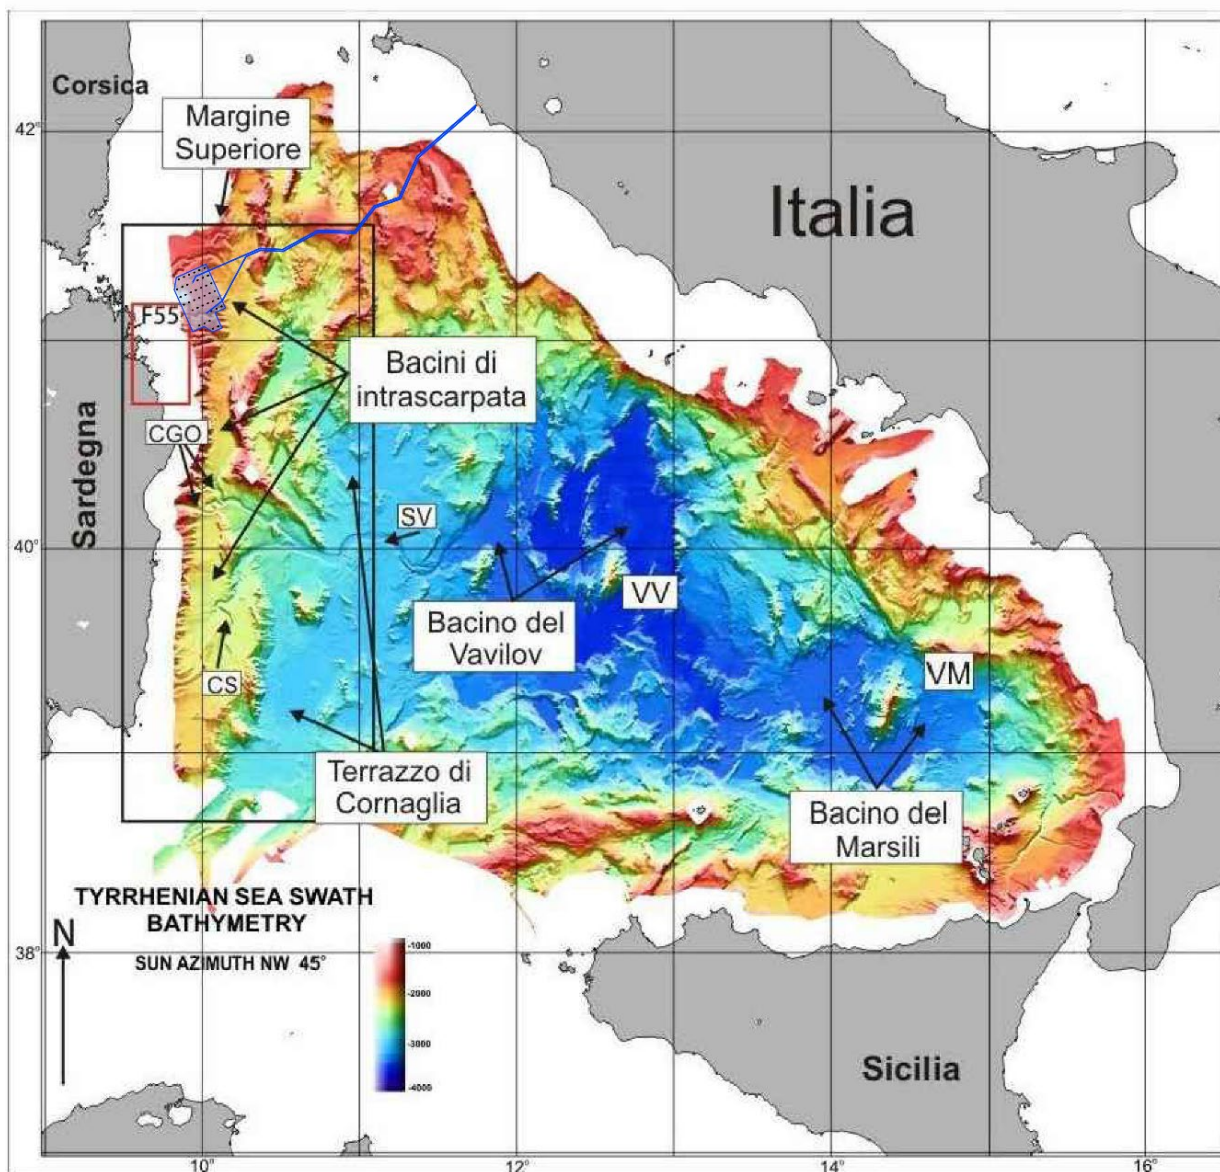 Corsica
Margine
Superiore
42°
Italia
F55
Bacini di
intrascarpata
CGO
Sardegna
SV
40°
VV
Bacino del
Vavilov
VM
CS
Terrazzo di
Cornaglia
Bacino del
Marsili
TYRRHENIAN SEA SWATH
BATHYMETRY
N
SUN AZIMUTH NW 45°
38°
-1000
-2000
-3000
-4000
Sicilia
10°
12°
14°
16°